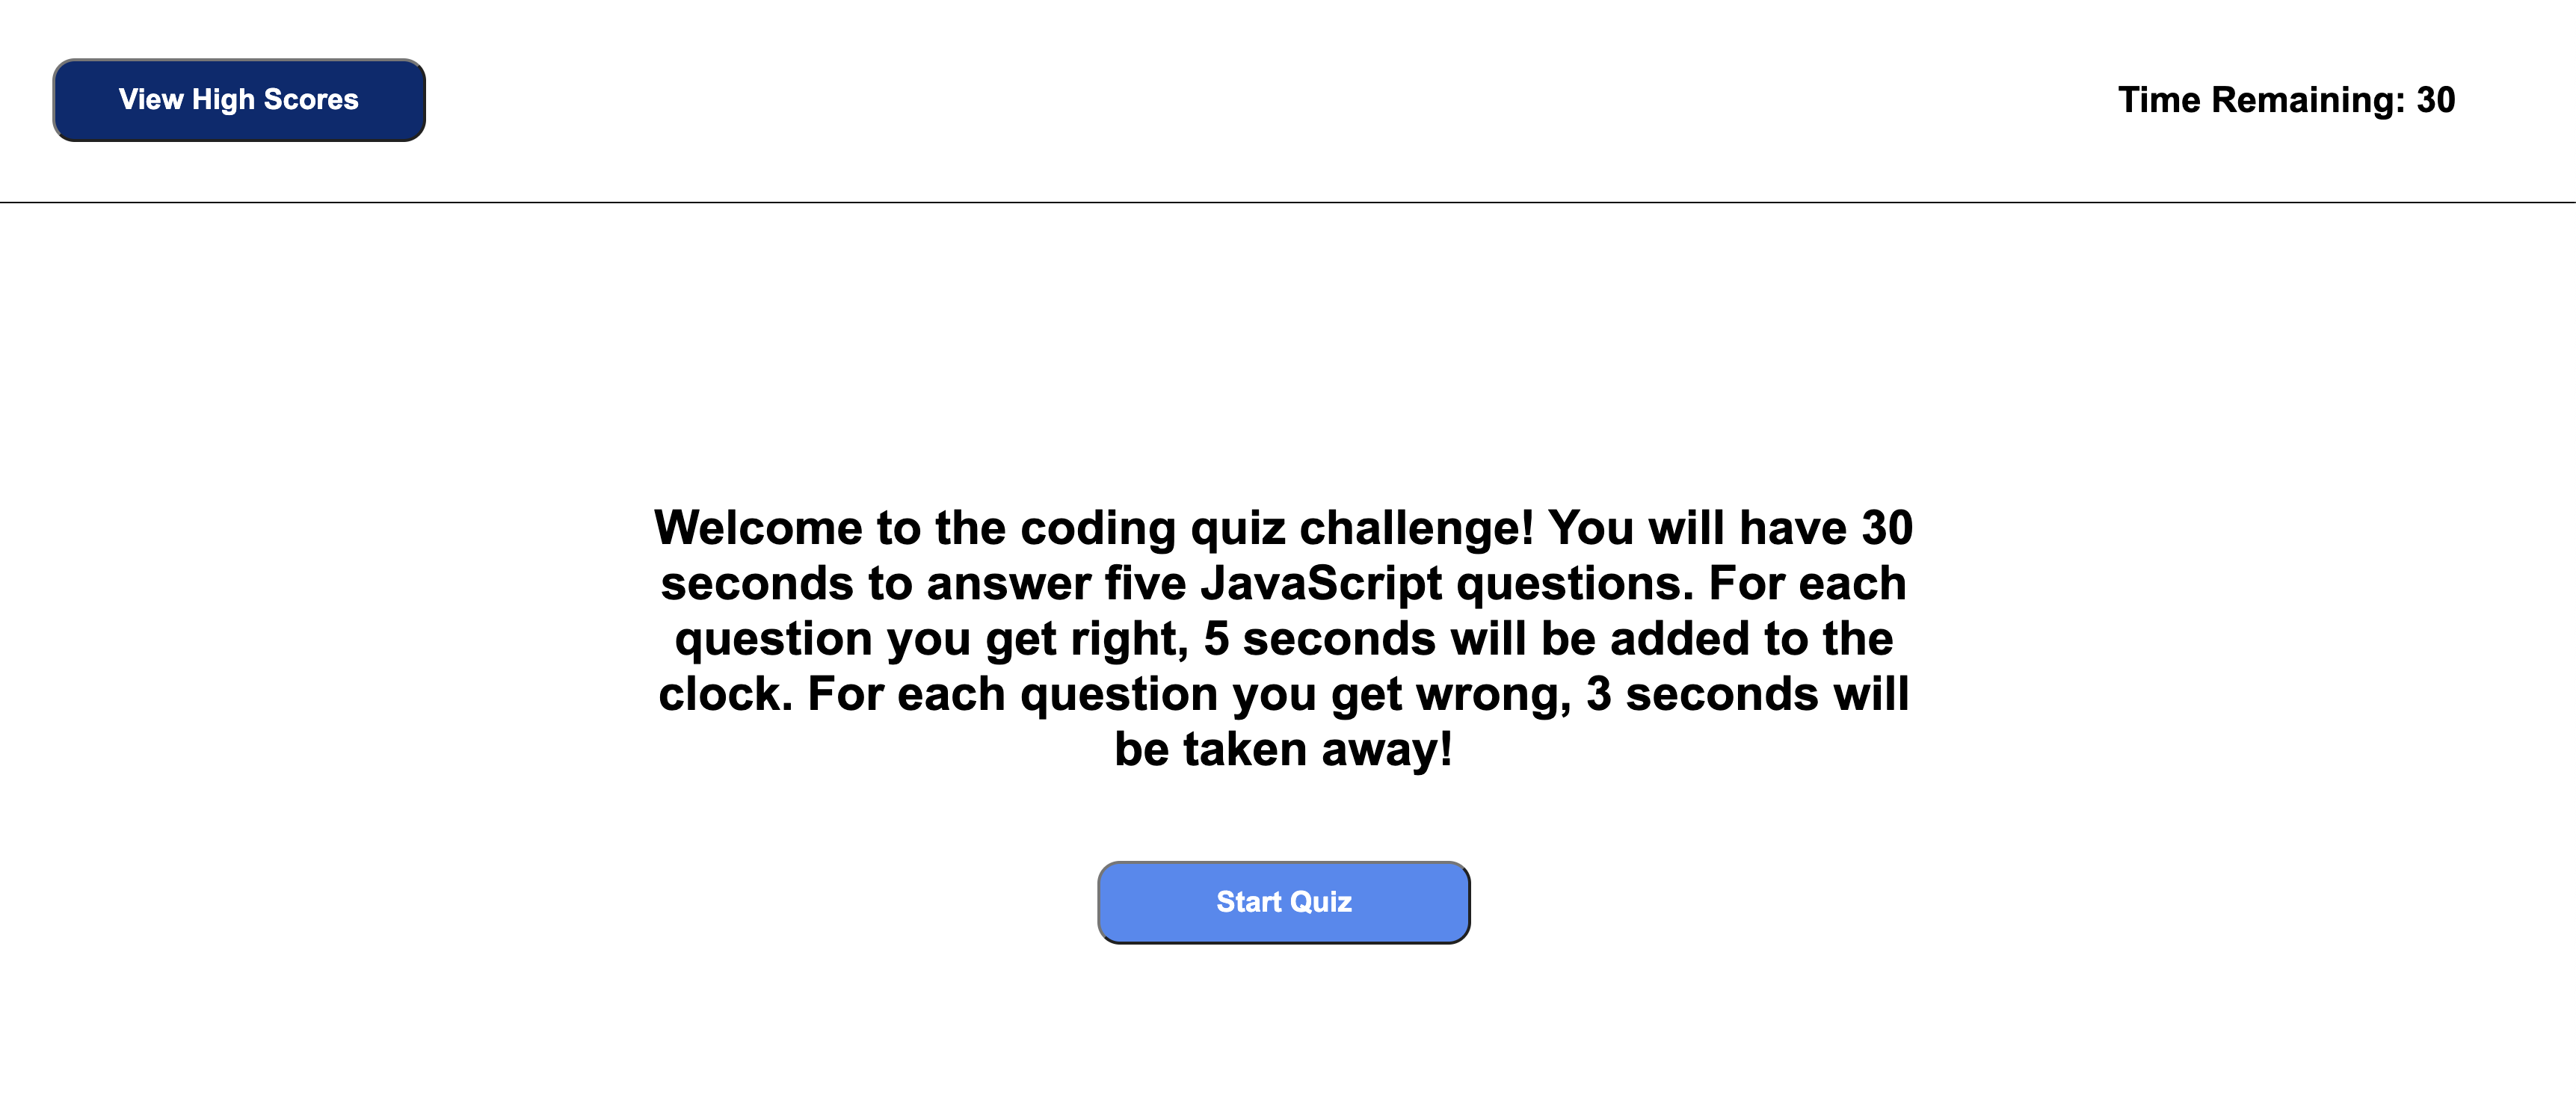 View High Scores
Time Remaining: 30
Welcome to the coding quiz challenge! You will have 30
seconds to answer five JavaScript questions. For each
question you get right, 5 seconds will be added to the
clock. For each question you get wrong, 3 seconds will
be taken away!
Start Quiz